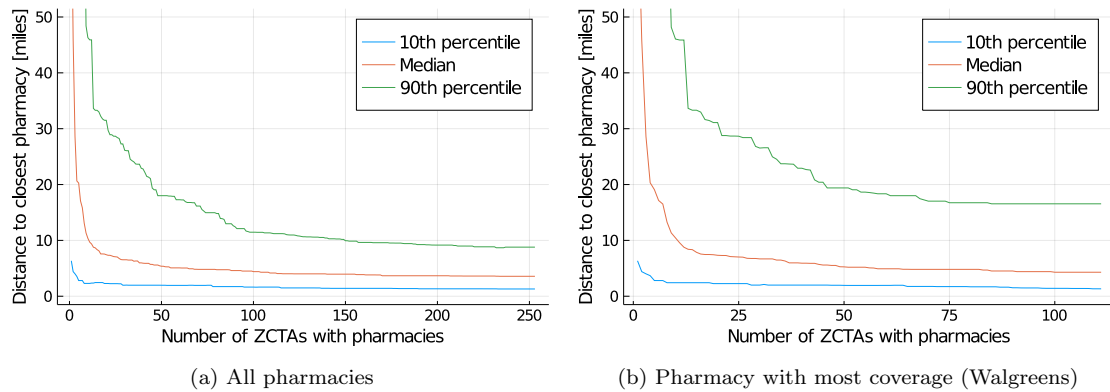 Distance to closest pharmacy [miles]
50
40
30
20
10
0
10th percentile
Median
90th percentile
0
50
100
150
200
250
Number of ZCTAs with pharmacies
(a) All pharmacies
Distance to closest pharmacy [miles]
50
40
30
20
10
0
10th percentile
Median
90th percentile
0
25
50
75
100
Number of ZCTAs with pharmacies
(b) Pharmacy with most coverage (Walgreens)